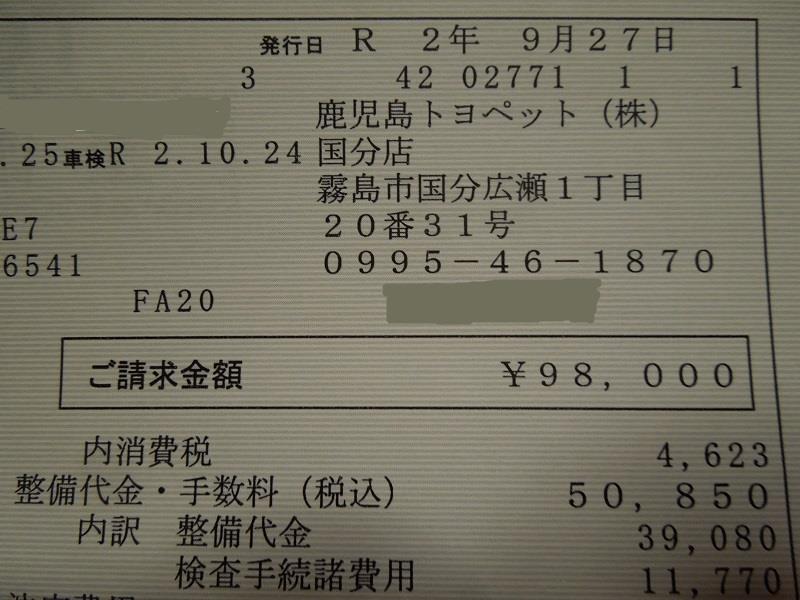 発行日 R 2年 9月27日
3 42 02771 1 1
鹿児島トヨペット（株）
.25車検R 2.10.24 国分店
霧島市国分広瀬１丁目
E7 ２０番３１号
6541 ０９９５－４６－１８７０
FA20
ご請求金額 ￥９８，０００
内消費税 4,623
整備代金・手数料（税込） ５０，８５０
内訳 整備代金 39,080
検査手続諸費用 11,770